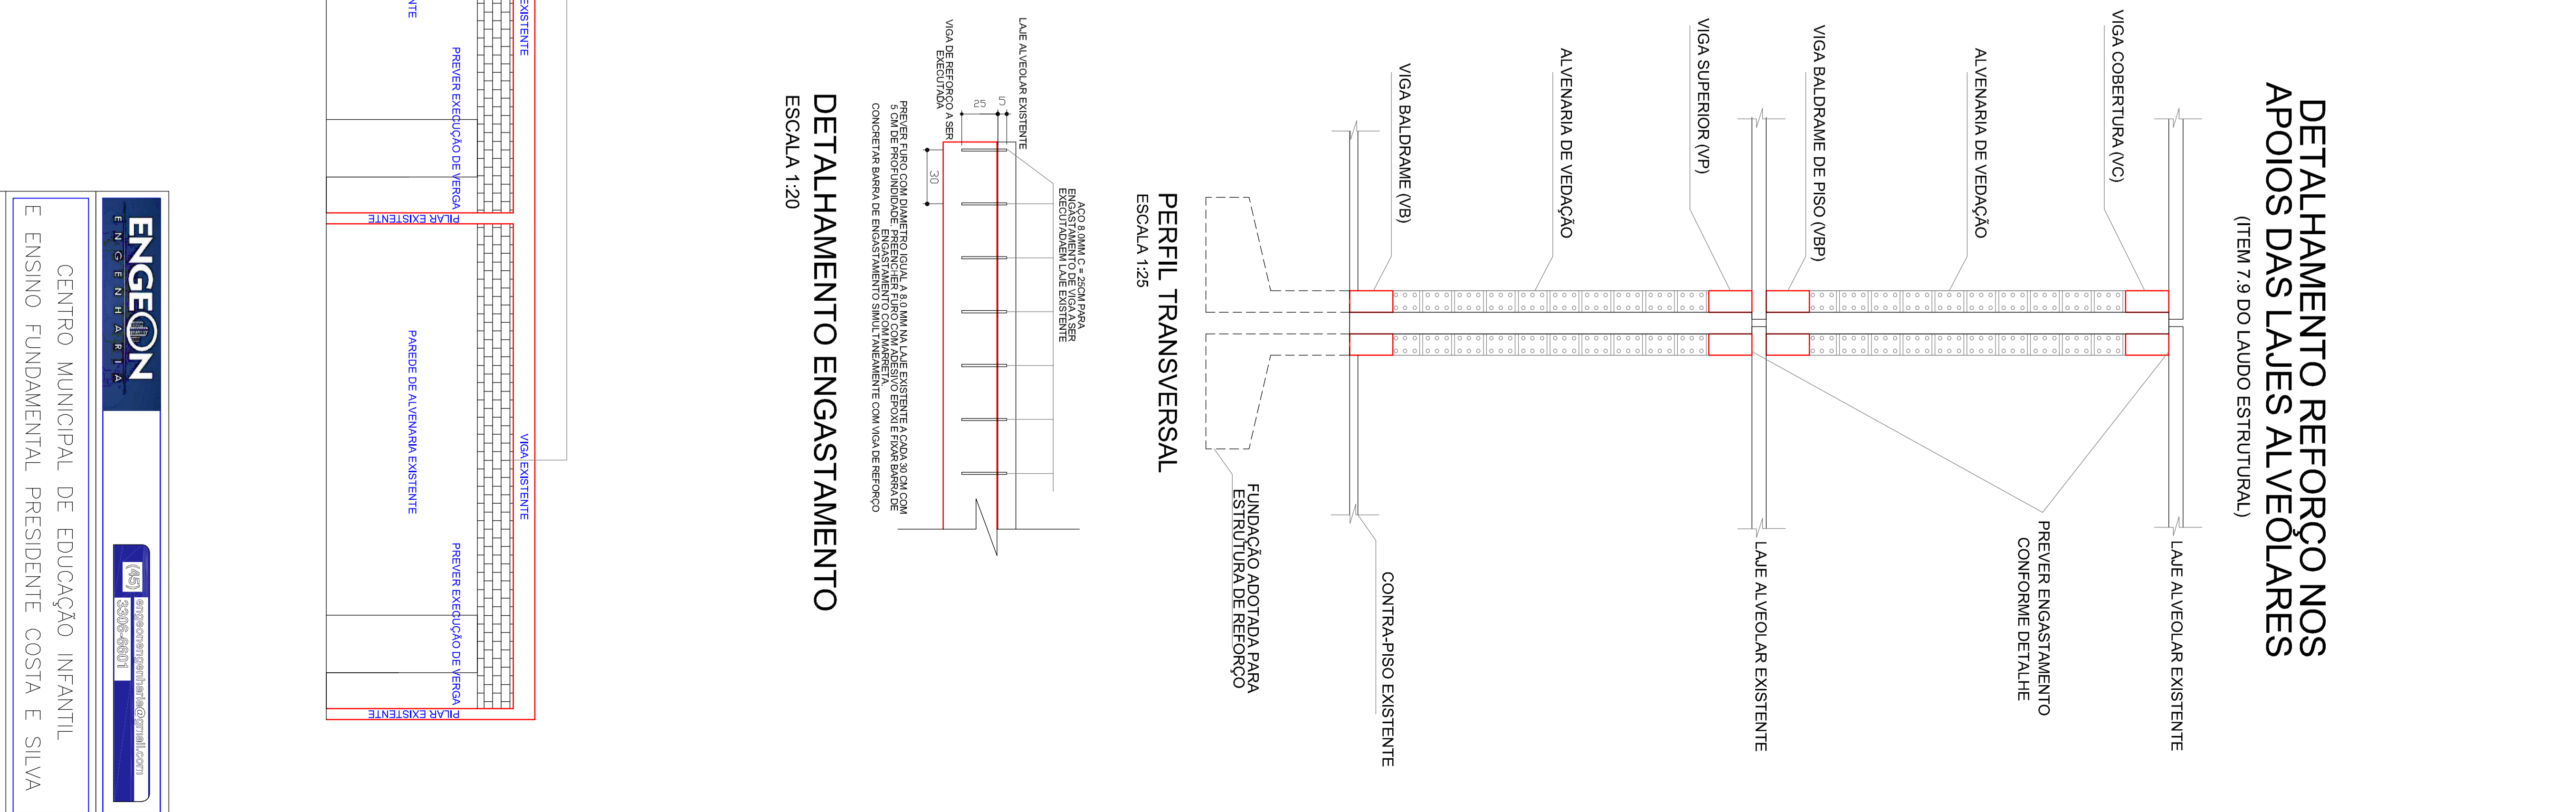 DETALHAMENTO REFORÇO NOS
APOIOS DAS LAJES ALVEOLARES
(ITEM 7.9 DO LAUDO ESTRUTURAL)
VIGA COBERTURA (VC)
LAJE ALVEOLAR EXISTENTE
ALVENARIA DE VEDAÇÃO
PREVER ENGASTAMENTO
CONFORME DETALHE
VIGA BALDRAME DE PISO (VBP)
LAJE ALVEOLAR EXISTENTE
VIGA SUPERIOR (VP)
ALVENARIA DE VEDAÇÃO
VIGA BALDRAME (VB)
CONTRA-PISO EXISTENTE
FUNDAÇÃO ADOTADA PARA
ESTRUTURA DE REFORÇO
PERFIL TRANSVERSAL
ESCALA 1:25
AÇO 8.0MM C = 25CM PARA
ENGASTAMENTO DE VIGA A SER
EXECUTADAEM LAJE EXISTENTE
LAJE ALVEOLAR EXISTENTE
5
25
30
VIGA DE REFORÇO A SER
EXECUTADA
PREVER FURO COM DIAMETRO IGUAL A 8.0 MM NA LAJE EXISTENTE A CADA 30 CM COM
5 CM DE PROFUNDIDADE. PREENCHER FURO COM ADESIVO EPOXI E FIXAR BARRA DE
ENGASTAMENTO COM MARRETA.
CONCRETAR BARRA DE ENGASTAMENTO SIMULTANEAMENTE COM VIGA DE REFORÇO
DETALHAMENTO ENGASTAMENTO
ESCALA 1:20
EXISTENTE
VIGA EXISTENTE
PREVER EXECUÇÃO DE VERGA
PREVER EXECUÇÃO DE VERGA
PILAR EXISTENTE
PILAR EXISTENTE
NTE
PAREDE DE ALVENARIA EXISTENTE
ENGEON
ENGENHARIA
engeonengenharia@gmail.com
(45)
3306-6601
CENTRO MUNICIPAL DE EDUCAÇÃO INFANTIL
E ENSINO FUNDAMENTAL PRESIDENTE COSTA E SILVA